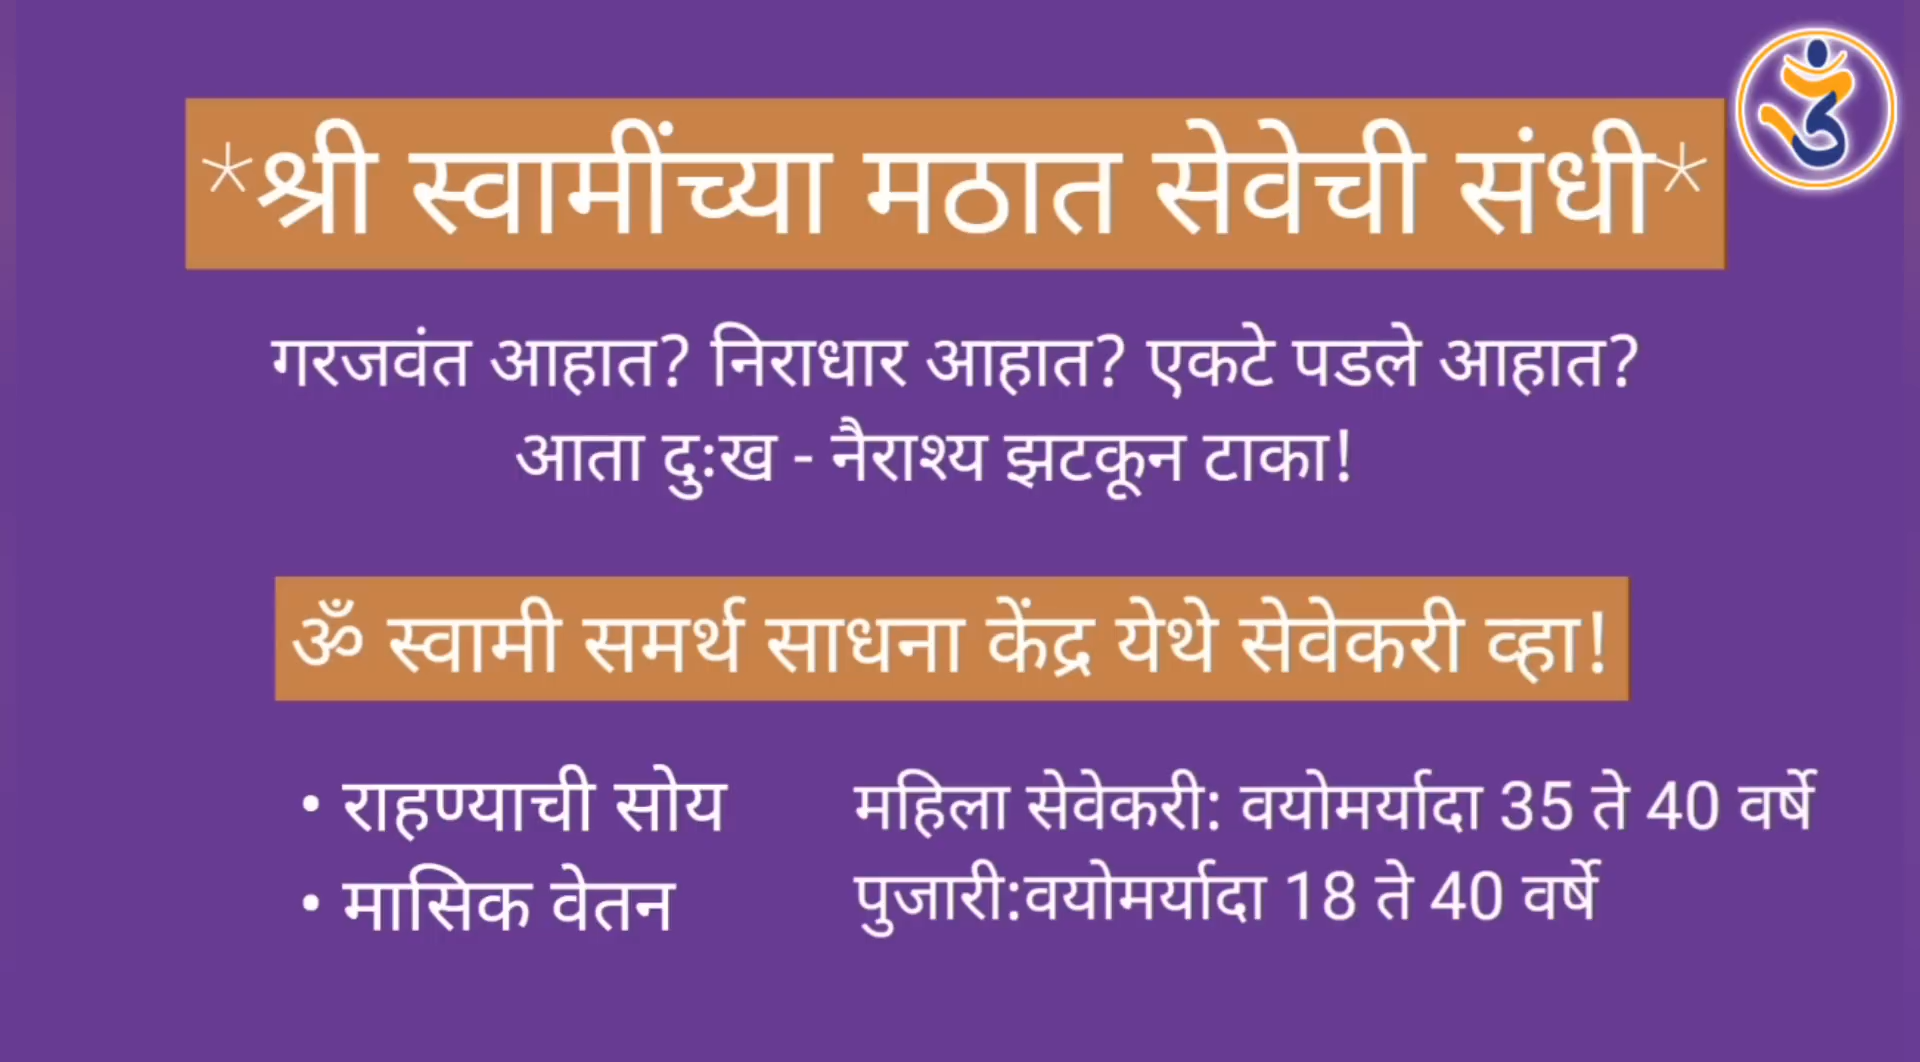 *श्री स्वामींच्या मठात सेवेची संधी*
गरजवंत आहात? निराधार आहात? एकटे पडले आहात?
आता दुःख - नैराश्य झटकून टाका!
ॐ स्वामी समर्थ साधना केंद्र येथे सेवेकरी व्हा!
• राहण्याची सोय
• मासिक वेतन
महिला सेवेकरी: वयोमर्यादा 35 ते 40 वर्षे
पुजारी:वयोमर्यादा 18 ते 40 वर्षे